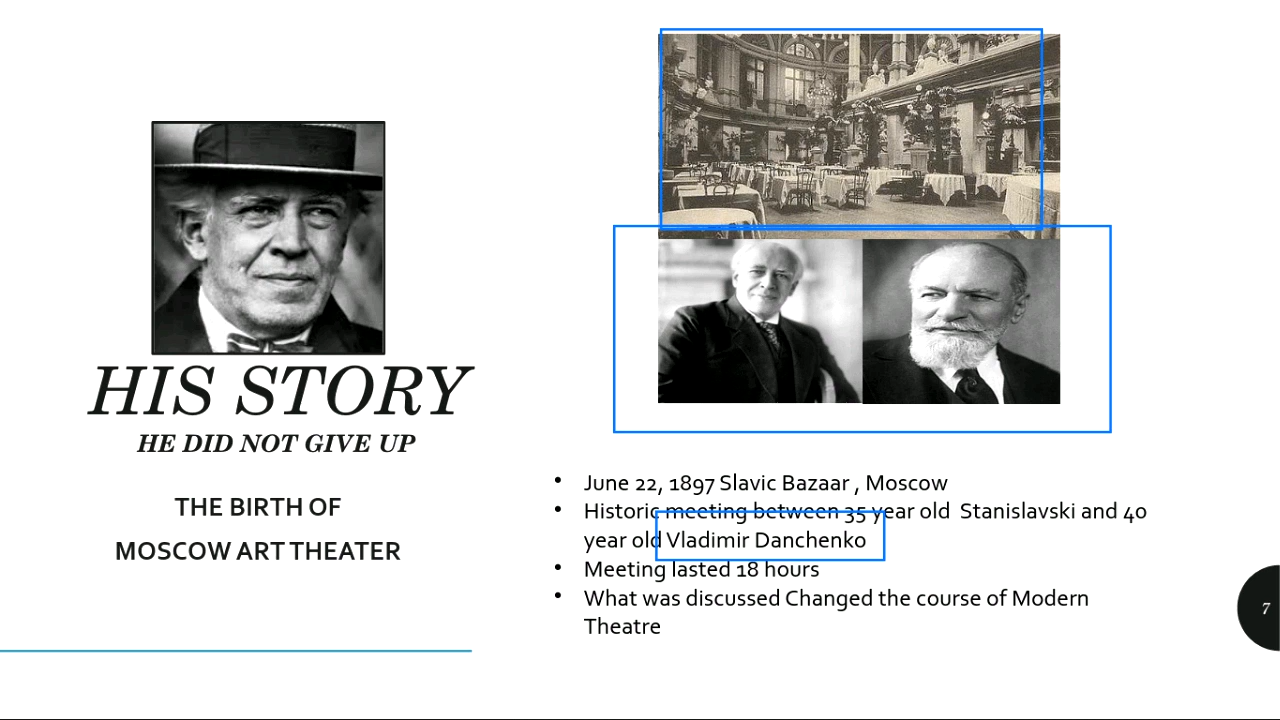 HIS STORY
HE DID NOT GIVE UP
THE BIRTH OF
MOSCOW ART THEATER
• June 22, 1897 Slavic Bazaar , Moscow
• Historic meeting between 35 year old  Stanislavski and 40
year old Vladimir Danchenko
• Meeting lasted 18 hours
• What was discussed Changed the course of Modern
Theatre
7